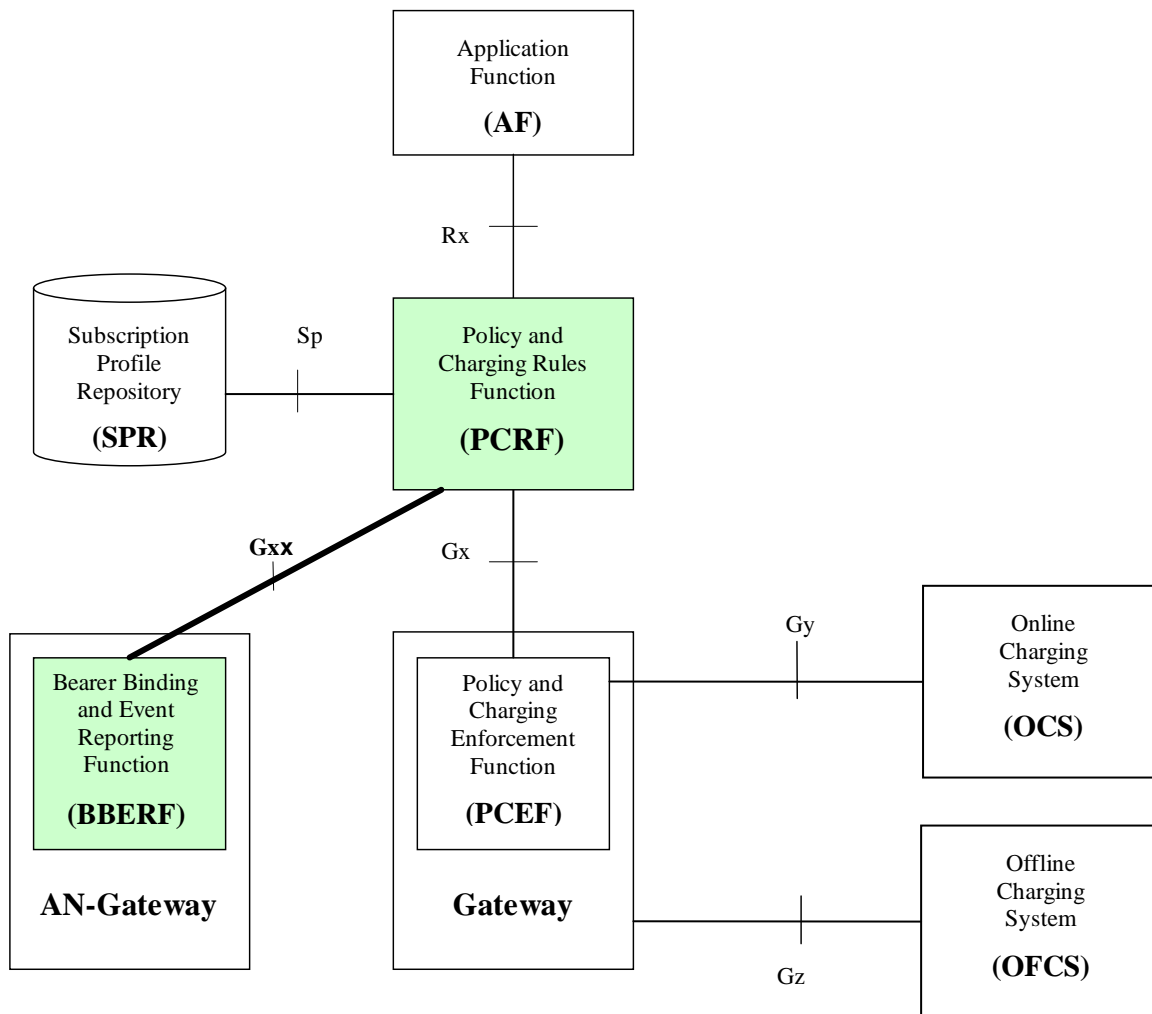 Application
Function
(AF)
Rx
Subscription
Profile
Repository
(SPR)
Sp
Policy and
Charging Rules
Function
(PCRF)
Gxx
Gx
Bearer Binding
and Event
Reporting
Function
(BBERF)
AN-Gateway
Policy and
Charging
Enforcement
Function
(PCEF)
Gateway
Gy
Online
Charging
System
(OCS)
Gz
Offline
Charging
System
(OFCS)